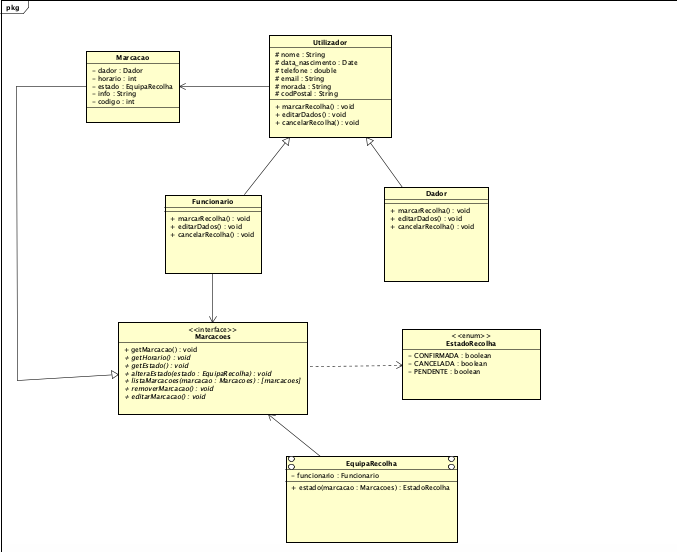 pkg
Marcacao
- dador : Dador
- horario : int
- estado : EquipaRecolha
- info : String
- codigo : int
Utilizador
# nome : String
# data_nascimento : Date
# telefone : double
# email : String
# morada : String
# codPostal : String
+ marcarRecolha() : void
+ editarDados() : void
+ cancelarRecolha() : void
Funcionario
+ marcarRecolha() : void
+ editarDados() : void
+ cancelarRecolha() : void
Dador
+ marcarRecolha() : void
+ editarDados() : void
+ cancelarRecolha() : void
<<interface>>
Marcacoes
+ getMarcacao() : void
+ getHorario() : void
+ getEstado() : void
+ alteraEstado(estado : EquipaRecolha) : void
+ listaMarcacoes(marcacao : Marcacoes) : [marcacoes]
+ removerMarcacao() : void
+ editarMarcacao() : void
<<enum>>
EstadoRecolha
- CONFIRMADA : boolean
- CANCELADA : boolean
- PENDENTE : boolean
EquipaRecolha
- funcionario : Funcionario
+ estado(marcacao : Marcacoes) : EstadoRecolha